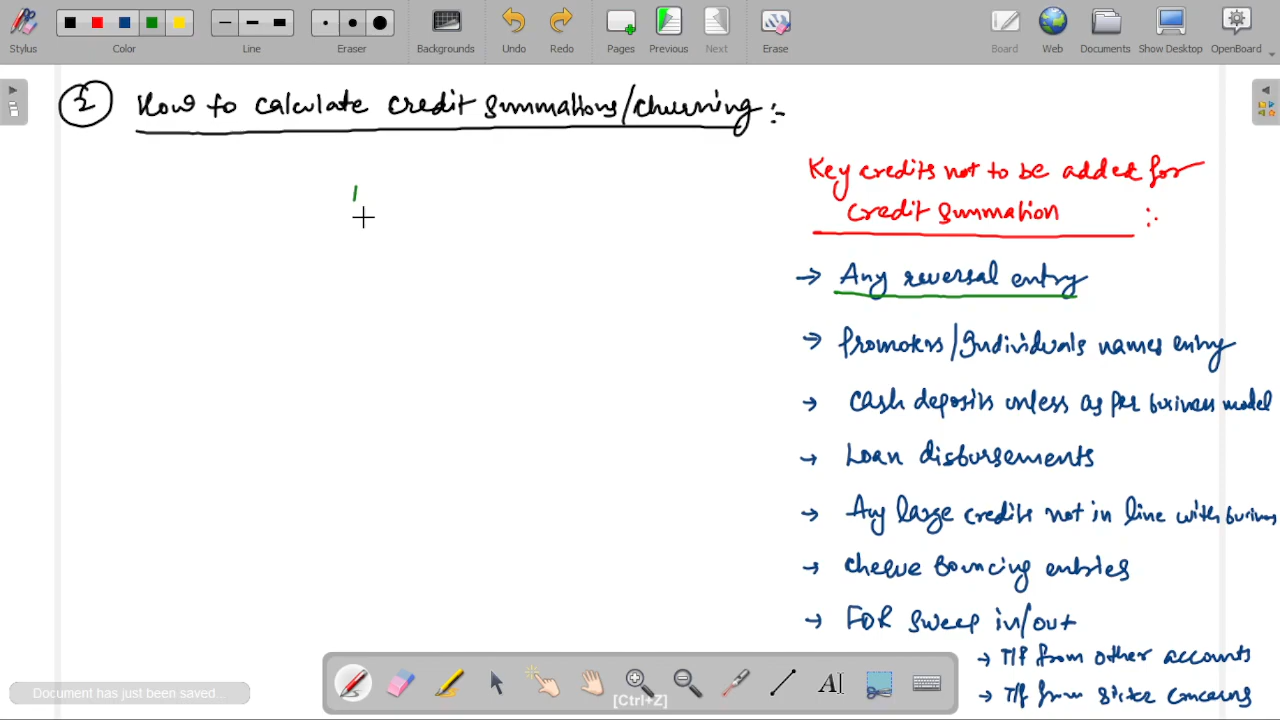 Stylus
Color
Line
Eraser
Backgrounds
Undo
Redo
Pages
Previous
Next
Erase
Board
Web
Documents
Show Desktop
OpenBoard
2 How to calculate credit summations/churning :-
Key credits not to be added for
credit summation :-
→ Any reversal entry
→ Promoters/Individuals names entry
→ Cash deposits unless as per business model
→ Loan disbursements
→ Any large credits not in line with business
→ Cheque bouncing entries
→ FDR sweep in/out
→ T/f from other accounts
→ T/f from sister concerns
Document has just been saved
[Ctrl+Z]